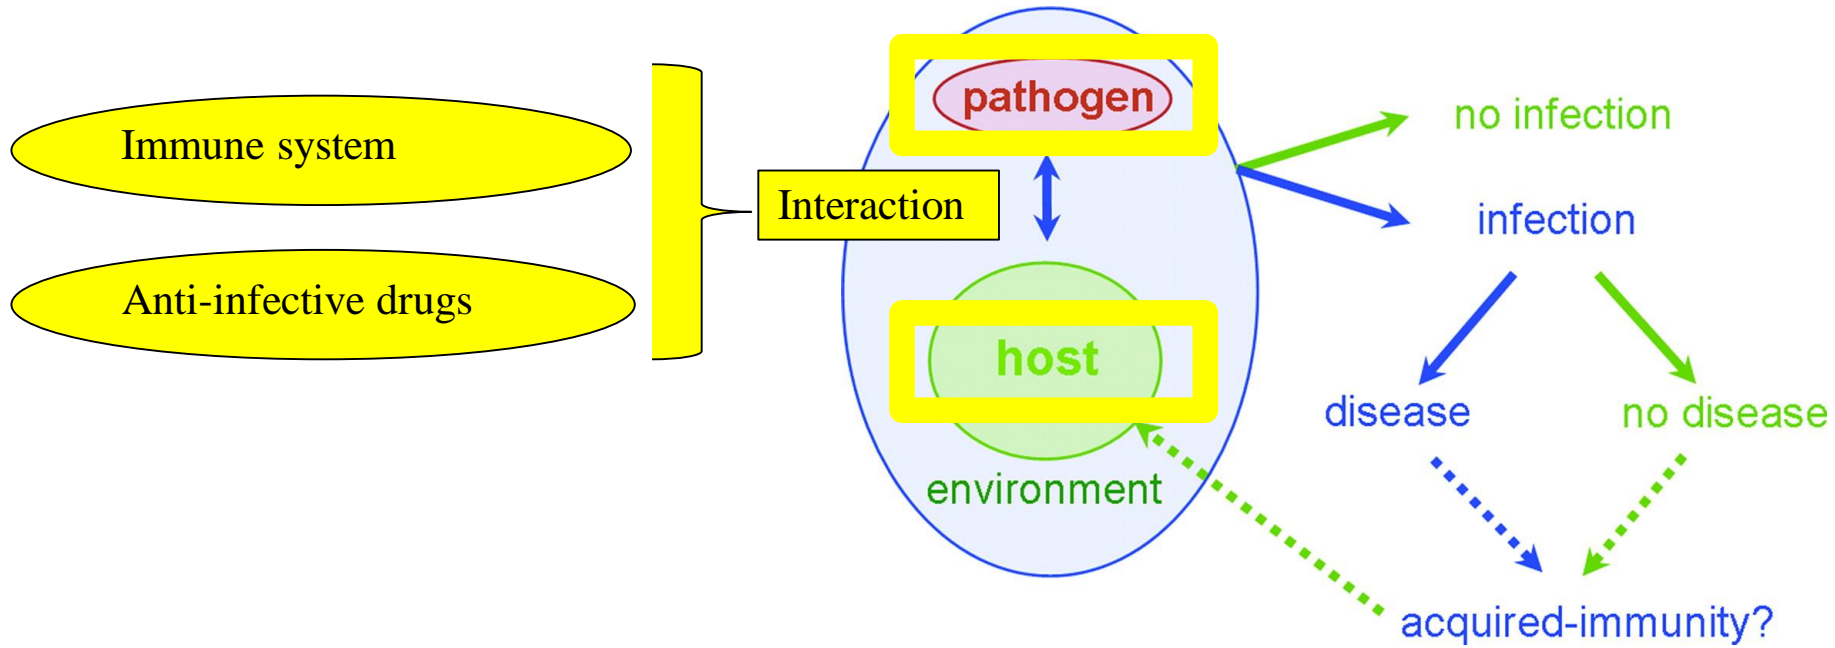 Immune system
Anti-infective drugs
Interaction
pathogen
host
environment
no infection
infection
disease
no disease
acquired-immunity?